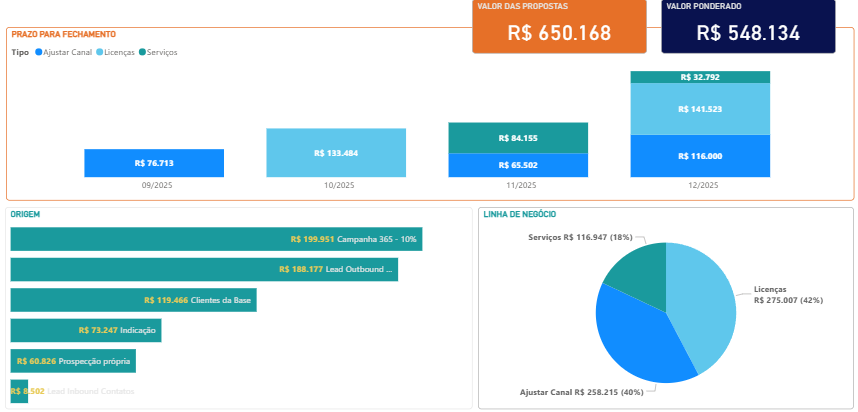 VALOR DAS PROPOSTAS
R$ 650.168
VALOR PONDERADO
R$ 548.134
PRAZO PARA FECHAMENTO
Tipo Ajustar Canal Licenças Serviços
R$ 76.713
09/2025
R$ 133.484
10/2025
R$ 84.155
R$ 65.502
11/2025
R$ 32.792
R$ 141.523
R$ 116.000
12/2025
ORIGEM
R$ 199.951 Campanha 365 - 10%
R$ 188.177 Lead Outbound ...
R$ 119.466 Clientes da Base
R$ 73.247 Indicação
R$ 60.826 Prospecção própria
R$ 8.502 Lead Inbound Contatos
LINHA DE NEGÓCIO
Serviços R$ 116.947 (18%)
Licenças
R$ 275.007 (42%)
Ajustar Canal R$ 258.215 (40%)